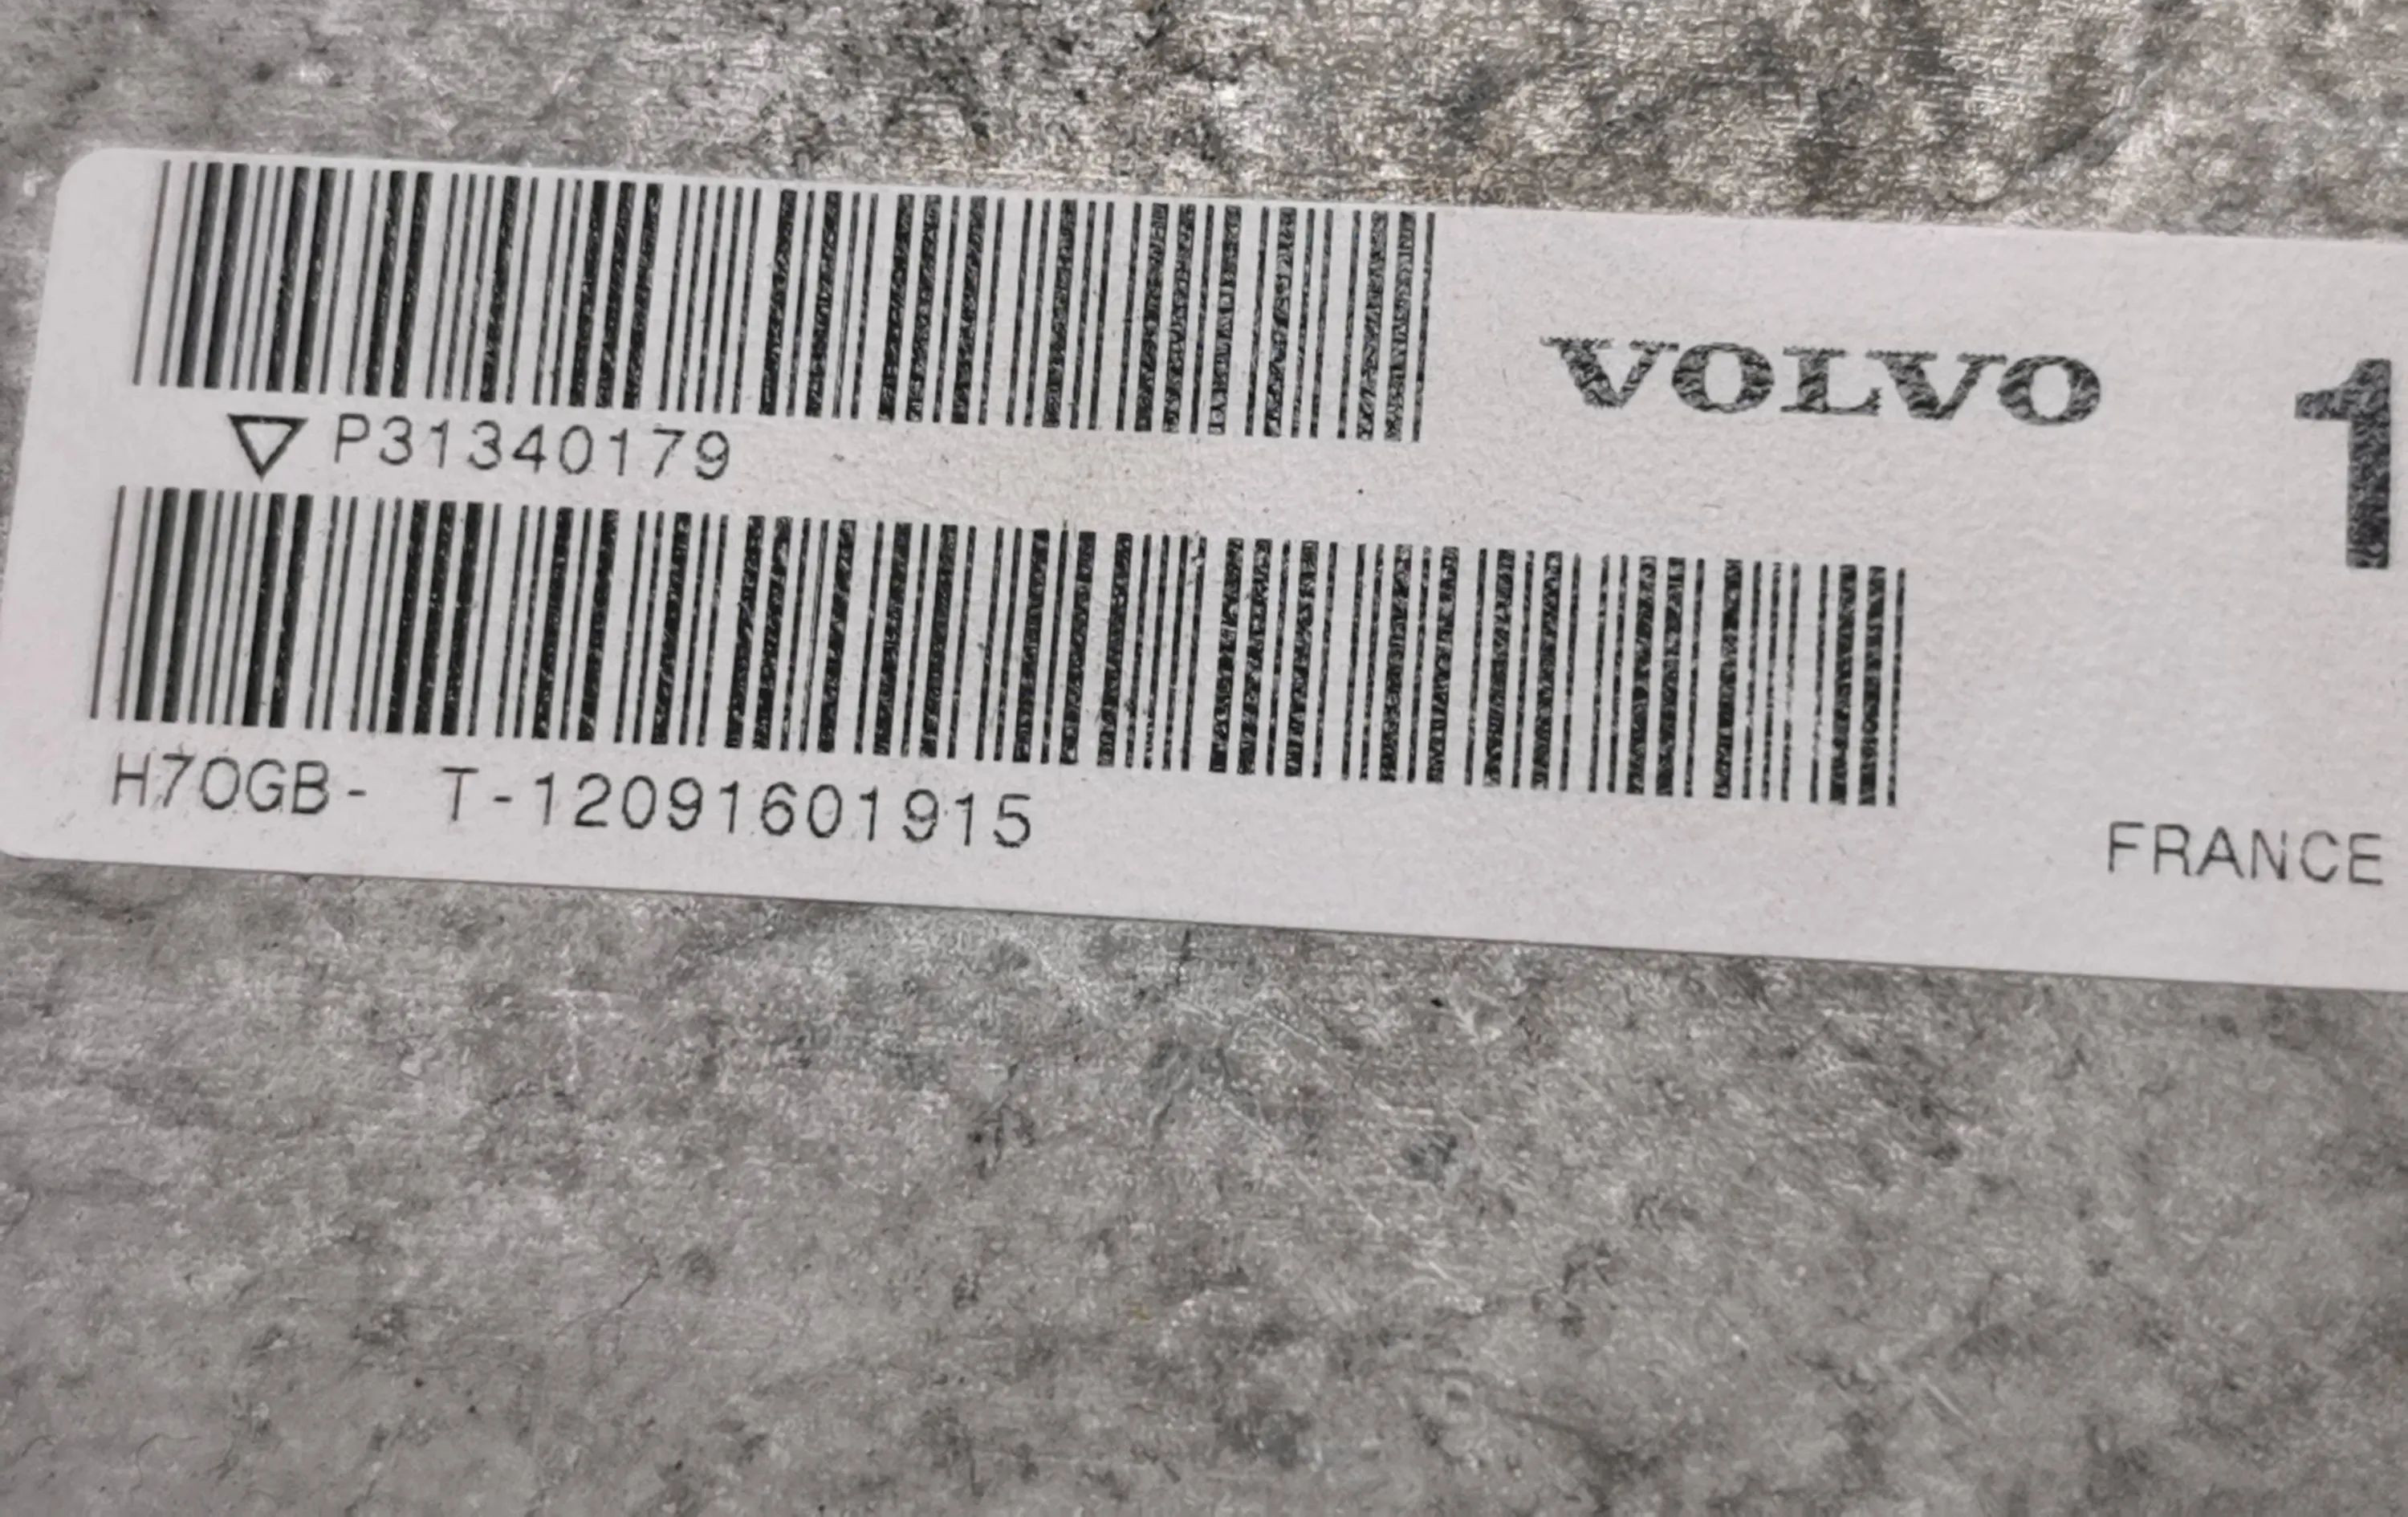 VOLVO 1
▽ P31340179
H70GB- T-12091601915
FRANCE